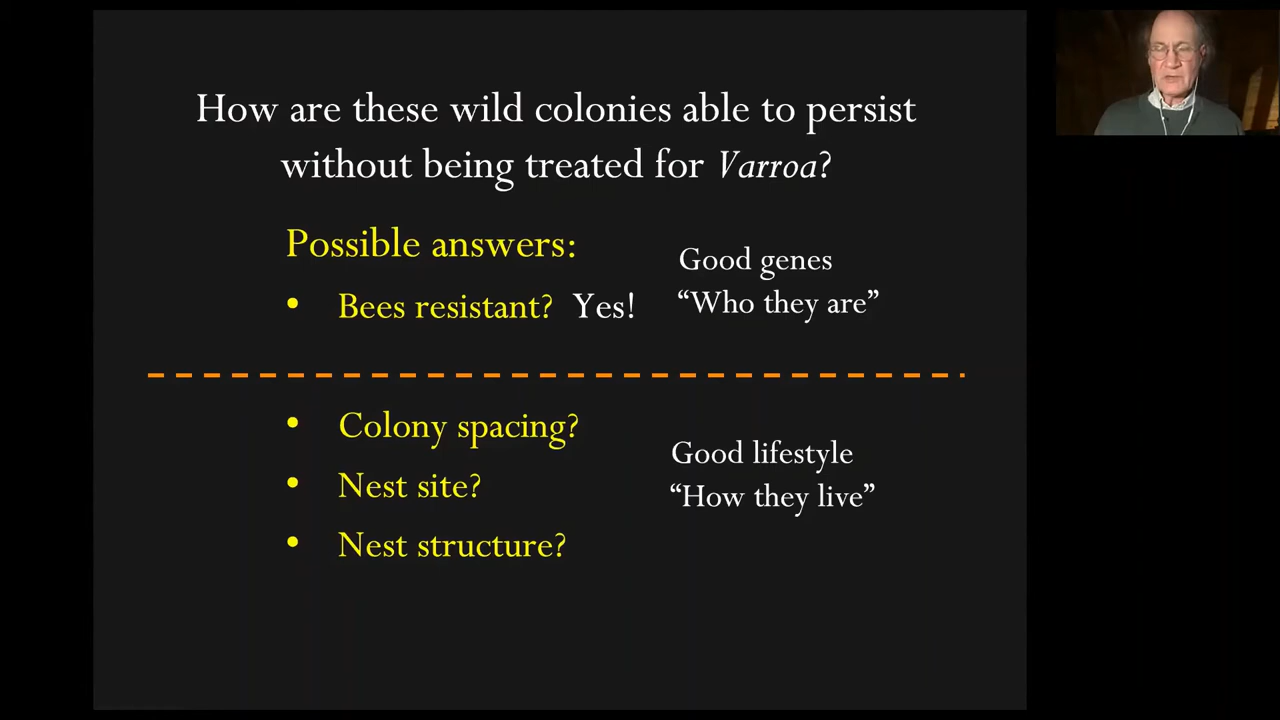 How are these wild colonies able to persist
without being treated for Varroa?
Possible answers:
• Bees resistant? Yes!
Good genes
“Who they are”
• Colony spacing?
• Nest site?
• Nest structure?
Good lifestyle
“How they live”